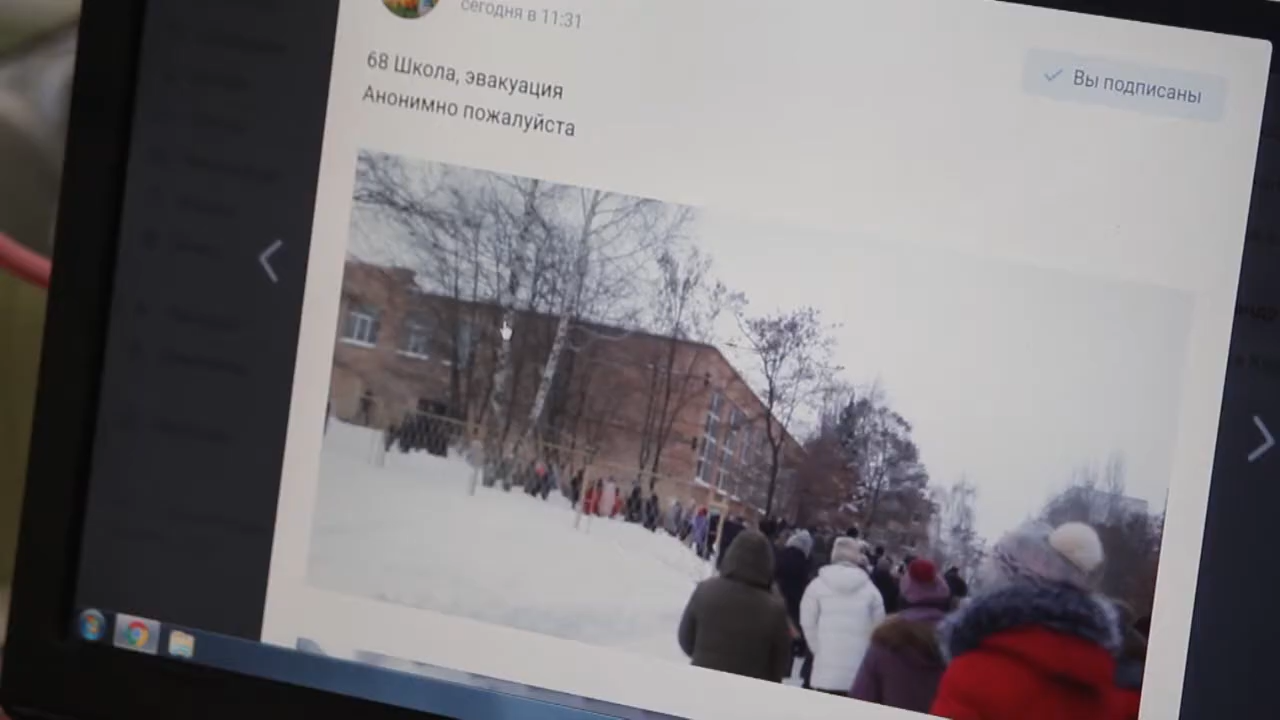 сегодня в 11:31
Вы подписаны
68 Школа, эвакуация
Анонимно пожалуйста